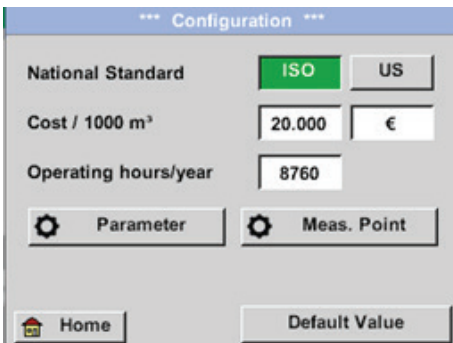 *** Configuration ***
National Standard ISO US
Cost / 1000 m³ 20.000 €
Operating hours/year 8760
Parameter Meas. Point
Home Default Value